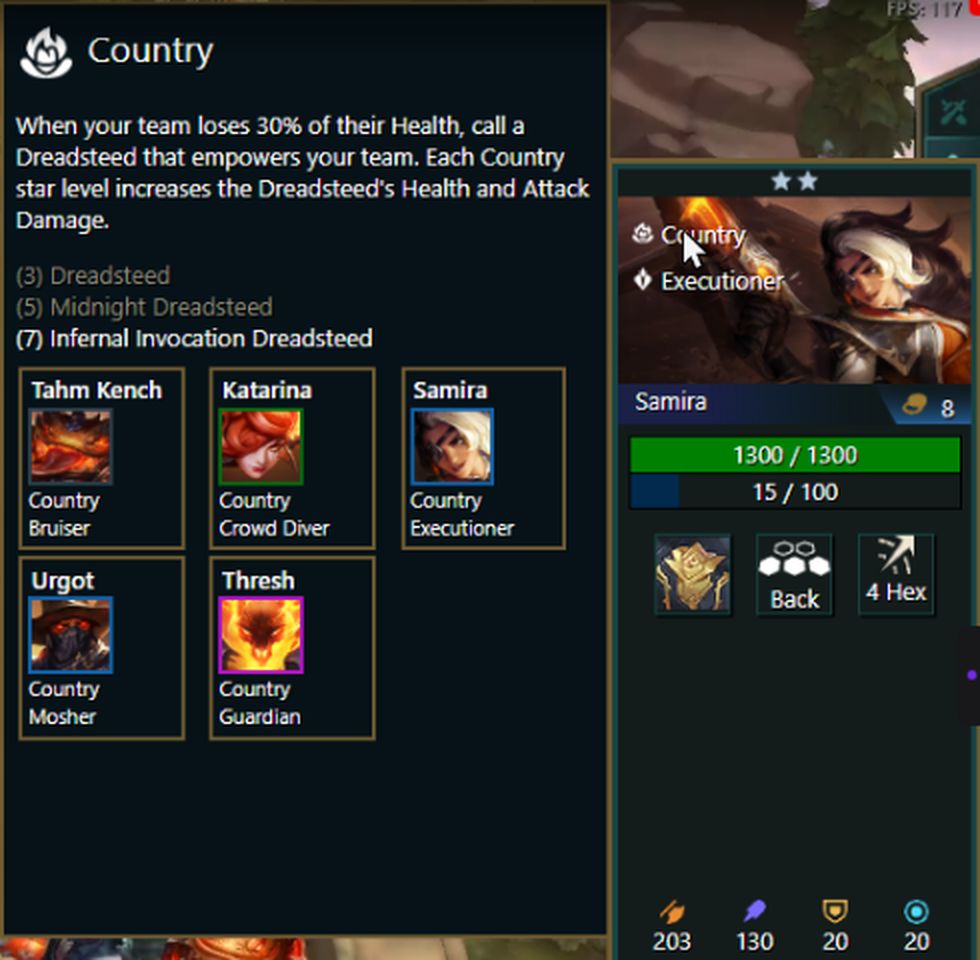 Country
When your team loses 30% of their Health, call a
Dreadsteed that empowers your team. Each Country
star level increases the Dreadsteed's Health and Attack
Damage.
(3) Dreadsteed
(5) Midnight Dreadsteed
(7) Infernal Invocation Dreadsteed
Tahm Kench
Country
Bruiser
Katarina
Country
Crowd Diver
Samira
Country
Executioner
Urgot
Country
Mosher
Thresh
Country
Guardian
FPS: 117
Country
Executioner
Samira
8
1300 / 1300
15 / 100
Back
4 Hex
203
130
20
20